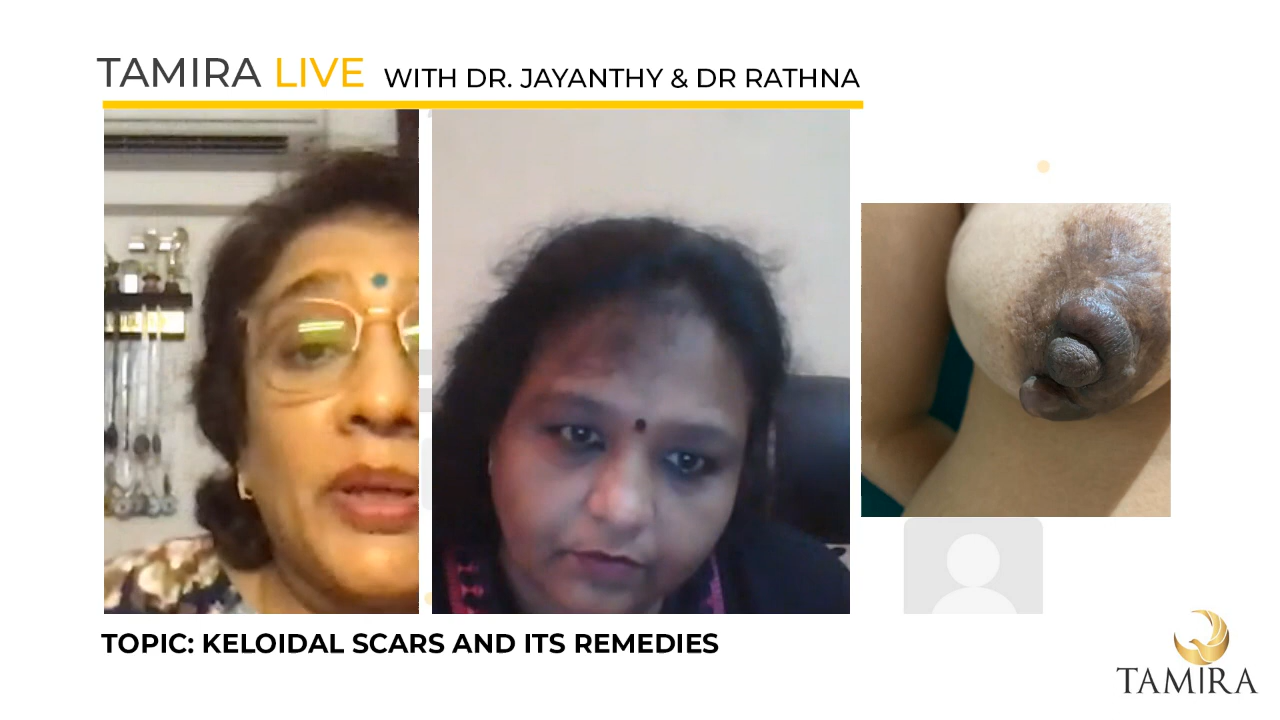 TAMIRA LIVE WITH DR. JAYANTHY & DR RATHNA
TOPIC: KELOIDAL SCARS AND ITS REMEDIES
TAMIRA